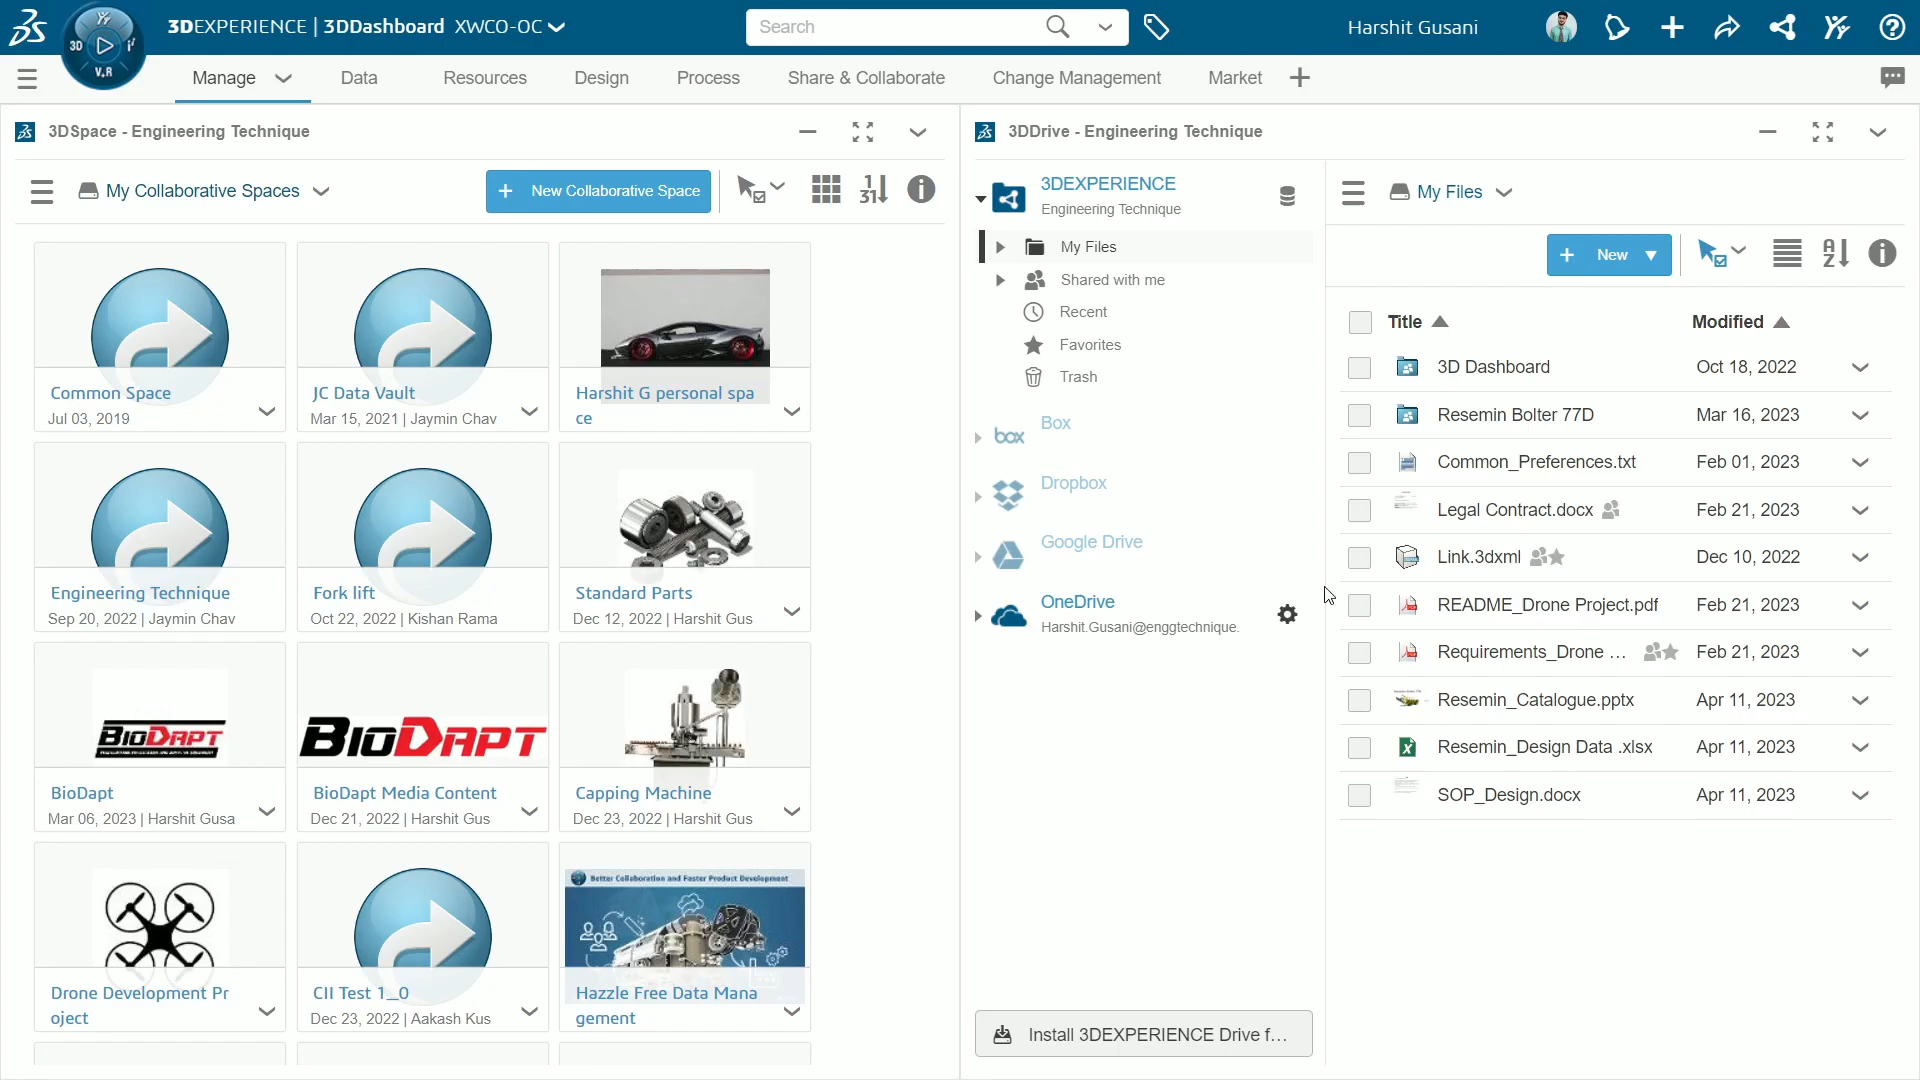 3DEXPERIENCE | 3DDashboard XWCO-OC
Search
Harshit Gusani
3D
V.R
Manage
Data
Resources
Design
Process
Share & Collaborate
Change Management
Market
3DSpace - Engineering Technique
My Collaborative Spaces
New Collaborative Space
Common Space
Jul 03, 2019
JC Data Vault
Mar 15, 2021 | Jaymin Chav
Harshit G personal spa
ce
Engineering Technique
Sep 20, 2022 | Jaymin Chav
Fork lift
Oct 22, 2022 | Kishan Rama
Standard Parts
Dec 12, 2022 | Harshit Gus
BIODAPT
BioDapt
Mar 06, 2023 | Harshit Gusa
BIODAPT
BioDapt Media Content
Dec 21, 2022 | Harshit Gus
Capping Machine
Dec 23, 2022 | Harshit Gus
Drone Development Pr
oject
CII Test 1_0
Dec 23, 2022 | Aakash Kus
Better Collaboration and Faster Product Development
Hazzle Free Data Mana
gement
3DDrive - Engineering Technique
3DEXPERIENCE
Engineering Technique
My Files
Shared with me
Recent
Favorites
Trash
box
Box
Dropbox
Google Drive
OneDrive
Harshit.Gusani@enggtechnique.
Install 3DEXPERIENCE Drive f...
My Files
New
Title
Modified
3D Dashboard
Oct 18, 2022
Resemin Bolter 77D
Mar 16, 2023
Common_Preferences.txt
Feb 01, 2023
Legal Contract.docx
Feb 21, 2023
Link.3dxml
Dec 10, 2022
README_Drone Project.pdf
Feb 21, 2023
Requirements_Drone ...
Feb 21, 2023
Resemin_Catalogue.pptx
Apr 11, 2023
Resemin_Design Data .xlsx
Apr 11, 2023
SOP_Design.docx
Apr 11, 2023